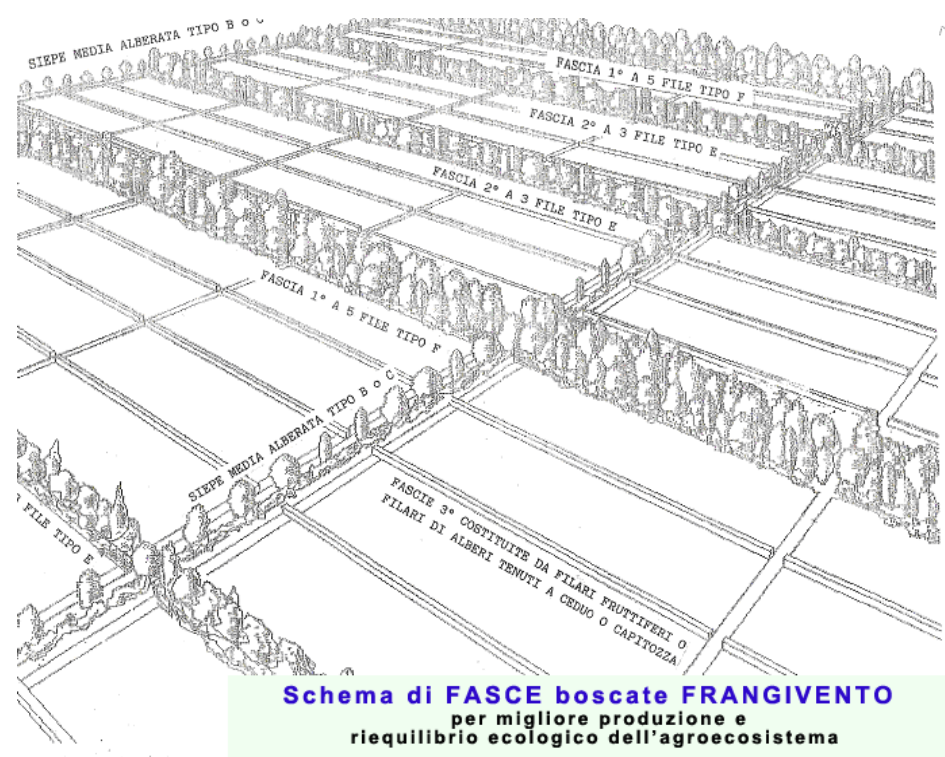 SIEPE MEDIA ALBERATA TIPO B o C
FASCIA 1° A 5 FILE TIPO F
FASCIA 2° A 3 FILE TIPO E
FASCIA 2° A 3 FILE TIPO E
FASCIA 1° A 5 FILE TIPO F
SIEPE MEDIA ALBERATA TIPO B o C
FILE TIPO E
FASCIE 3° COSTITUITE DA FILARI FRUTTIFERI O
FILARI DI ALBERI TENUTI A CEDUO O CAPITOZZA
Schema di FASCE boscate FRANGIVENTO
per migliore produzione e
riequilibrio ecologico dell'agroecosistema